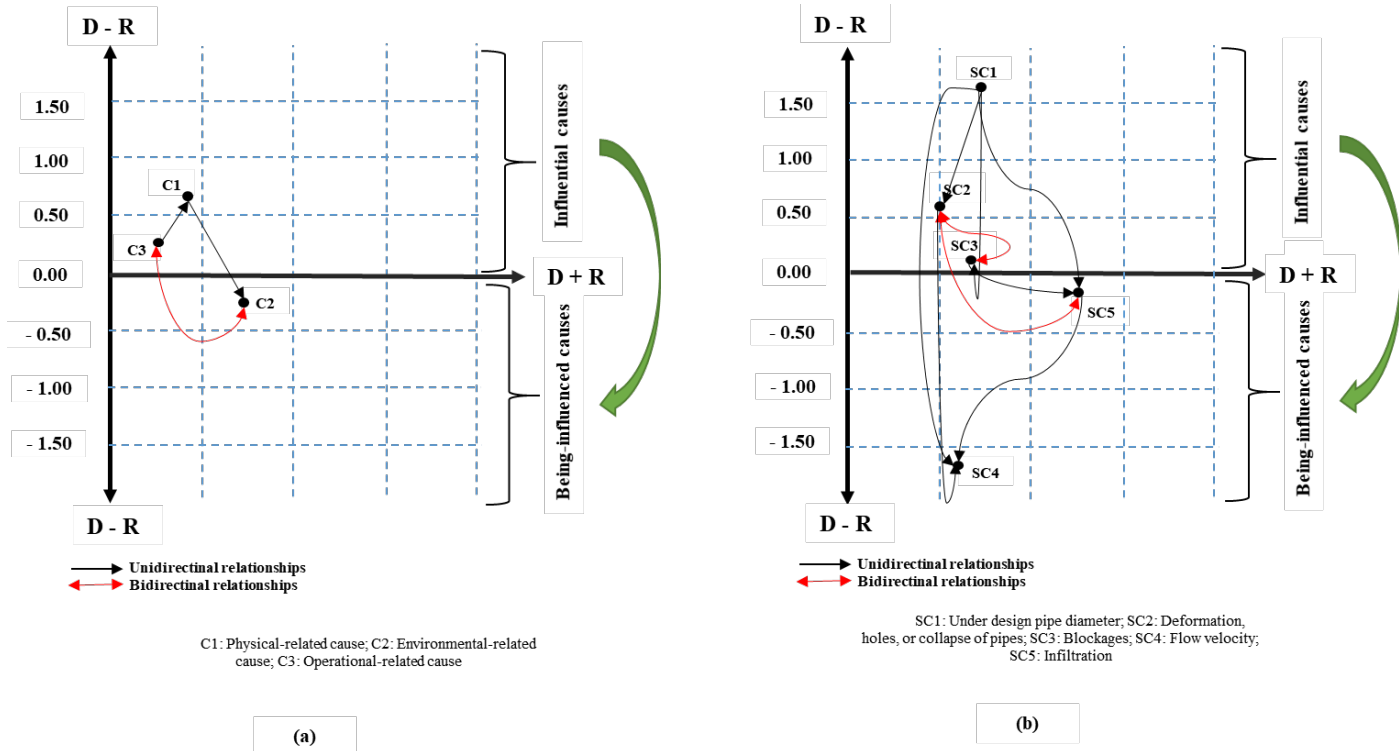 D - R
1.50
1.00
0.50
0.00
- 0.50
- 1.00
- 1.50
D - R
C1
C3
C2
D + R
Influential causes
Being-influenced causes
Unidirectinal relationships
Bidirectinal relationships
C1: Physical-related cause; C2: Environmental-related
cause; C3: Operational-related cause
(a)
D - R
1.50
1.00
0.50
0.00
- 0.50
- 1.00
- 1.50
D - R
SC1
SC2
SC3
SC5
SC4
D + R
Influential causes
Being-influenced causes
Unidirectinal relationships
Bidirectinal relationships
SC1: Under design pipe diameter; SC2: Deformation,
holes, or collapse of pipes; SC3: Blockages; SC4: Flow velocity;
SC5: Infiltration
(b)